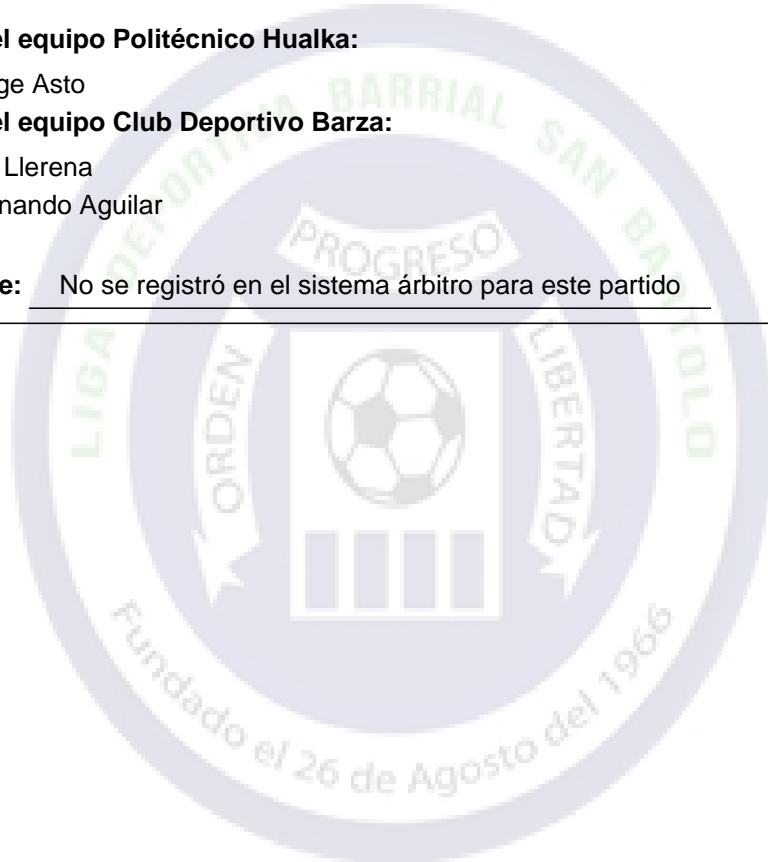 el equipo Politécnico Hualka:
ge Asto
el equipo Club Deportivo Barza:
Llerena
nando Aguilar
e: No se registró en el sistema árbitro para este partido
LIGA DEPORTIVA BARRIAL SAN BARTOLO
PROGRESO
ORDEN
LIBERTAD
Fundado el 26 de Agosto del 1966